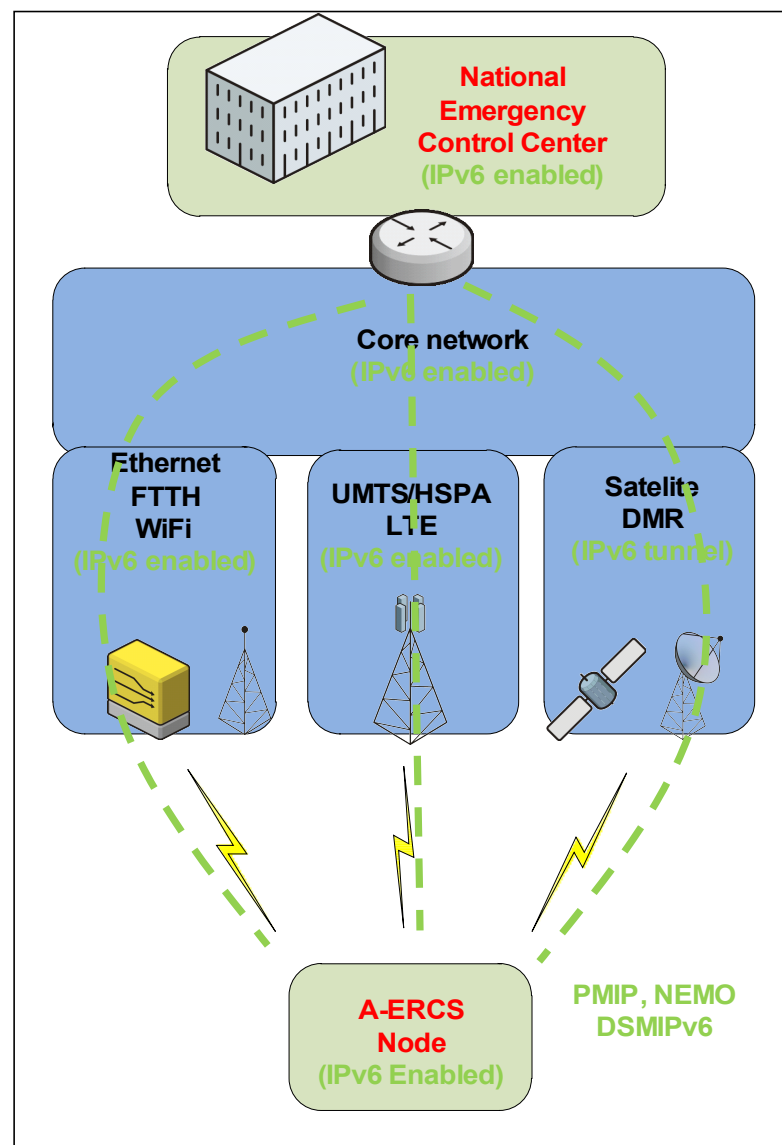 National
Emergency
Control Center
(IPv6 enabled)
Core network
(IPv6 enabled)
Ethernet
FTTH
WiFi
(IPv6 enabled)
UMTS/HSPA
LTE
(IPv6 enabled)
Satelite
DMR
(IPv6 tunnel)
A-ERCS
Node
(IPv6 Enabled)
PMIP, NEMO
DSMIPv6